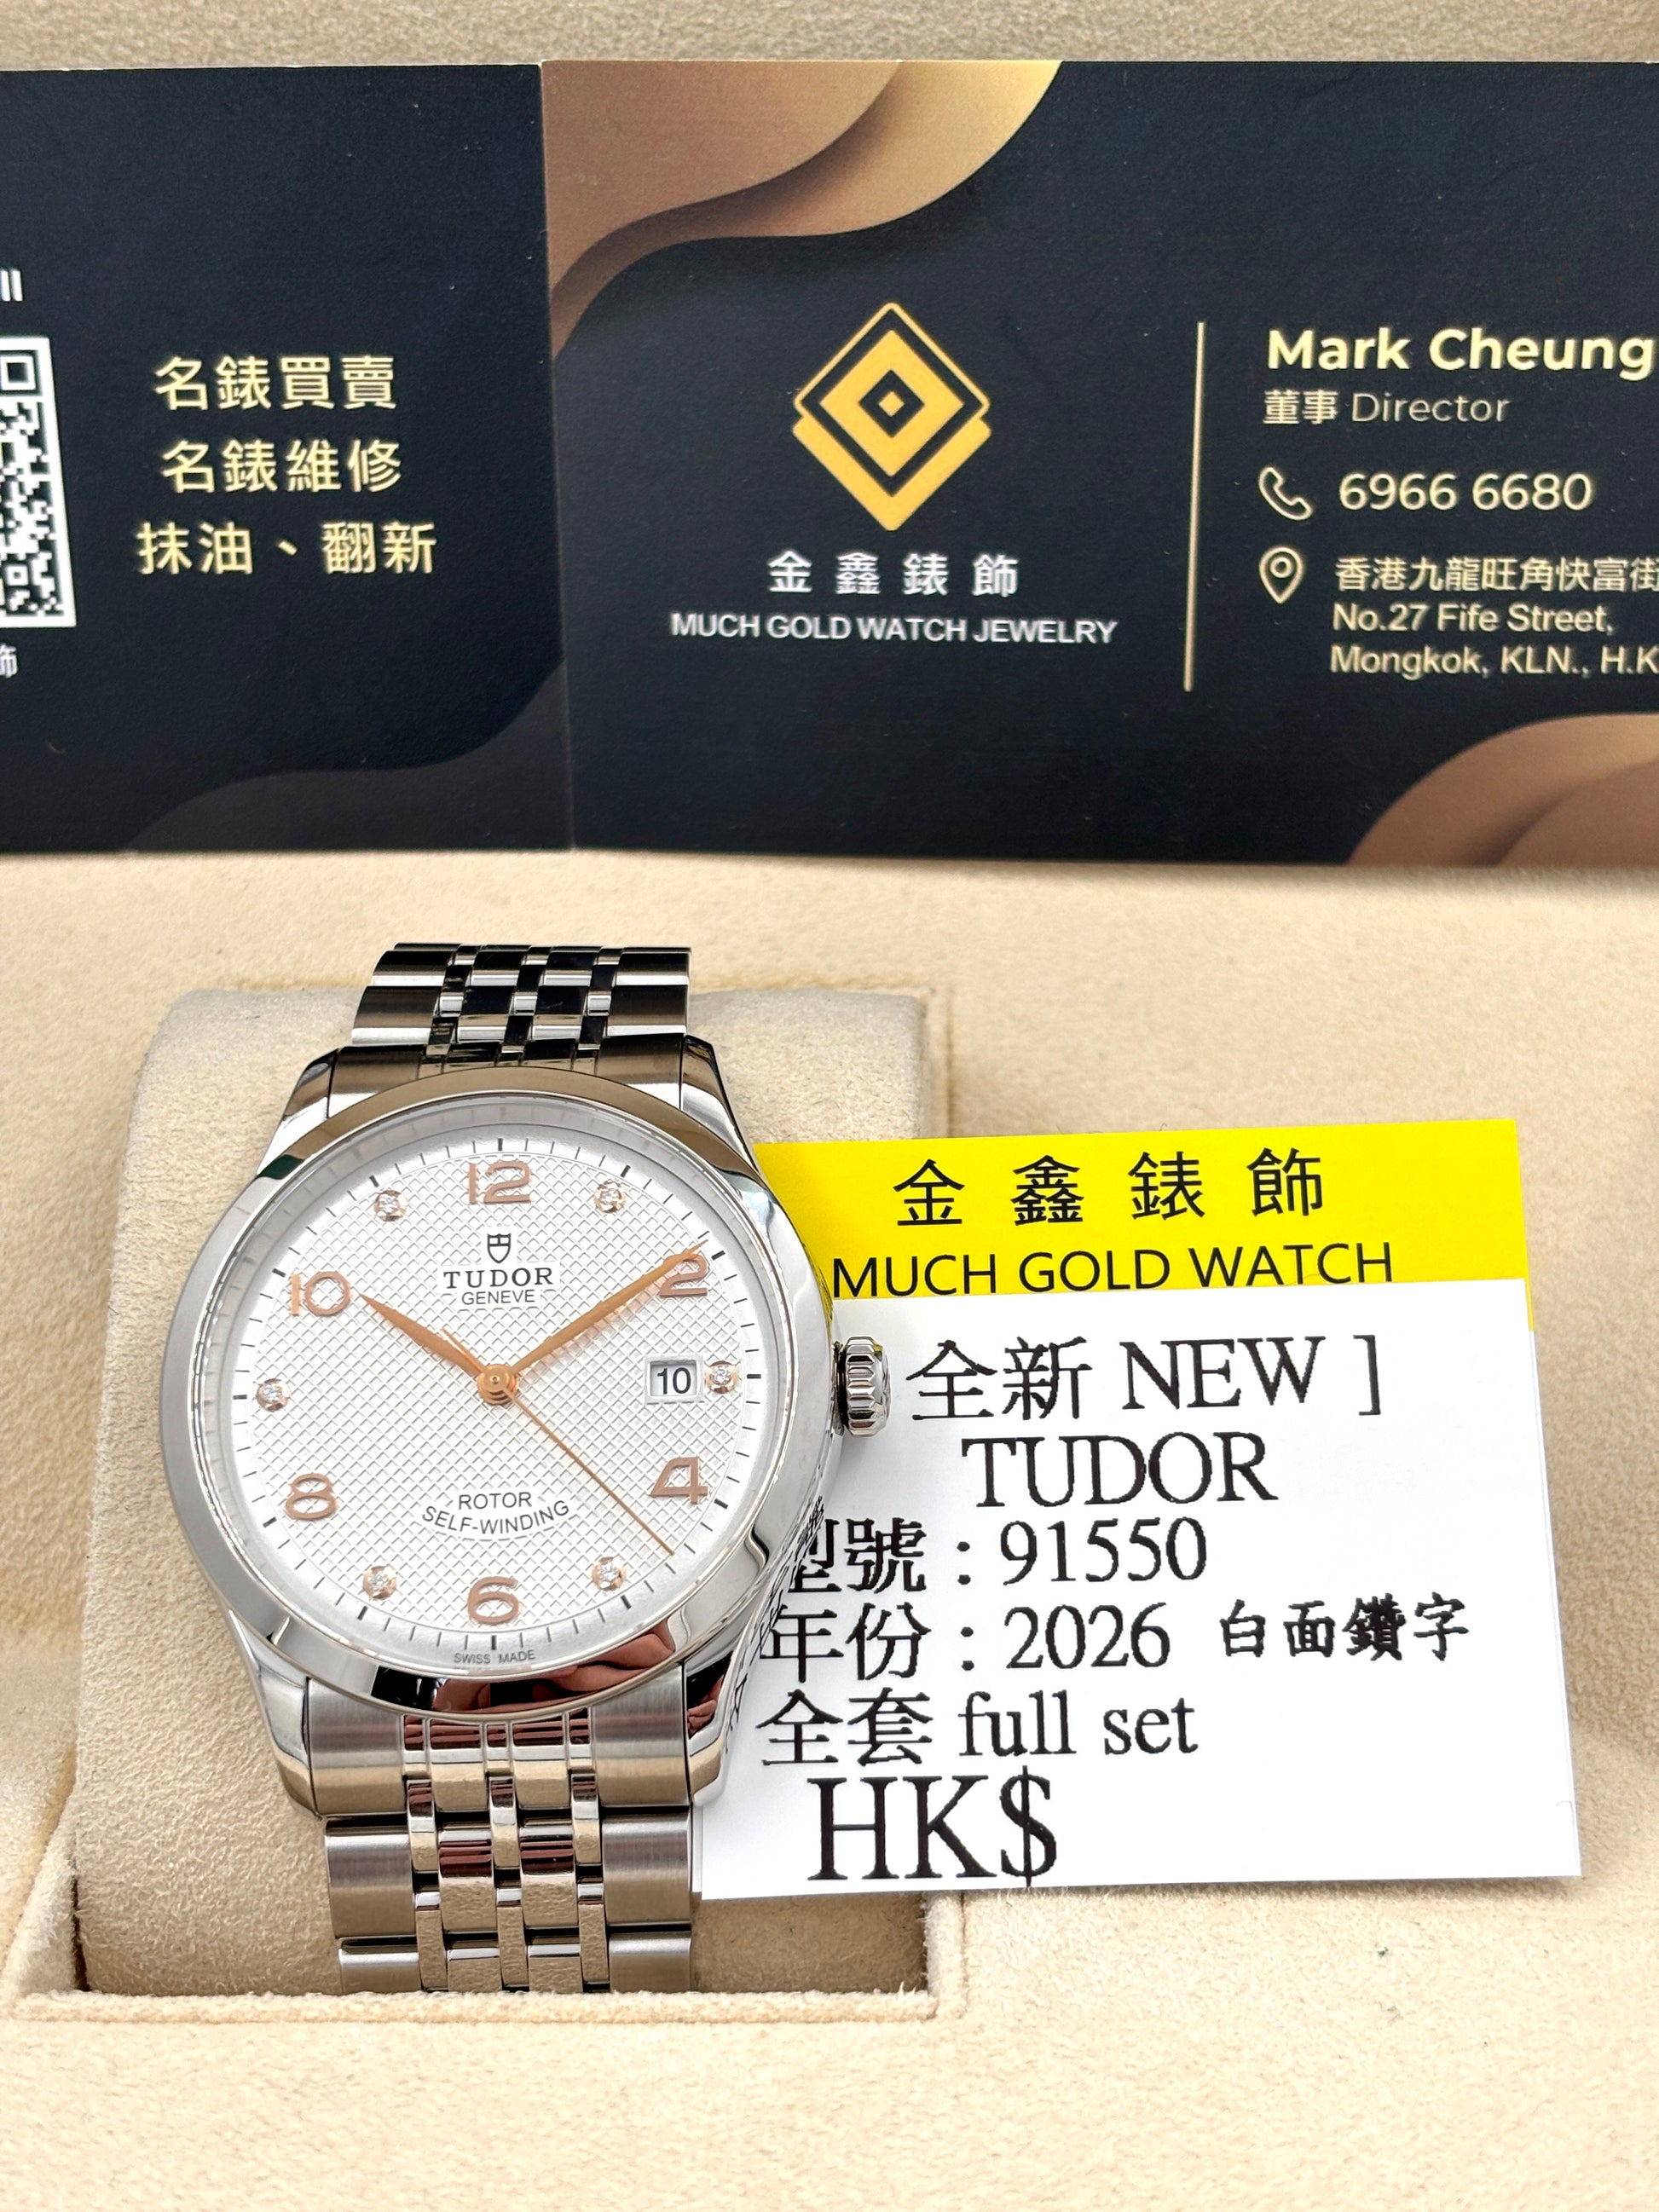 名錶買賣
名錶維修
抹油、翻新
飾
金鑫錶飾
MUCH GOLD WATCH JEWELRY
Mark Cheung
董事 Director
6966 6680
香港九龍旺角快富街
No.27 Fife Street,
Mongkok, KLN., H.K
12
10
2
TUDOR
GENEVE
10
8
4
ROTOR
SELF-WINDING
6
SWISS MADE
金鑫錶飾
MUCH GOLD WATCH
全新 NEW ]
TUDOR
型號：91550
年份：2026 白面鑽字
全套 full set
HK$